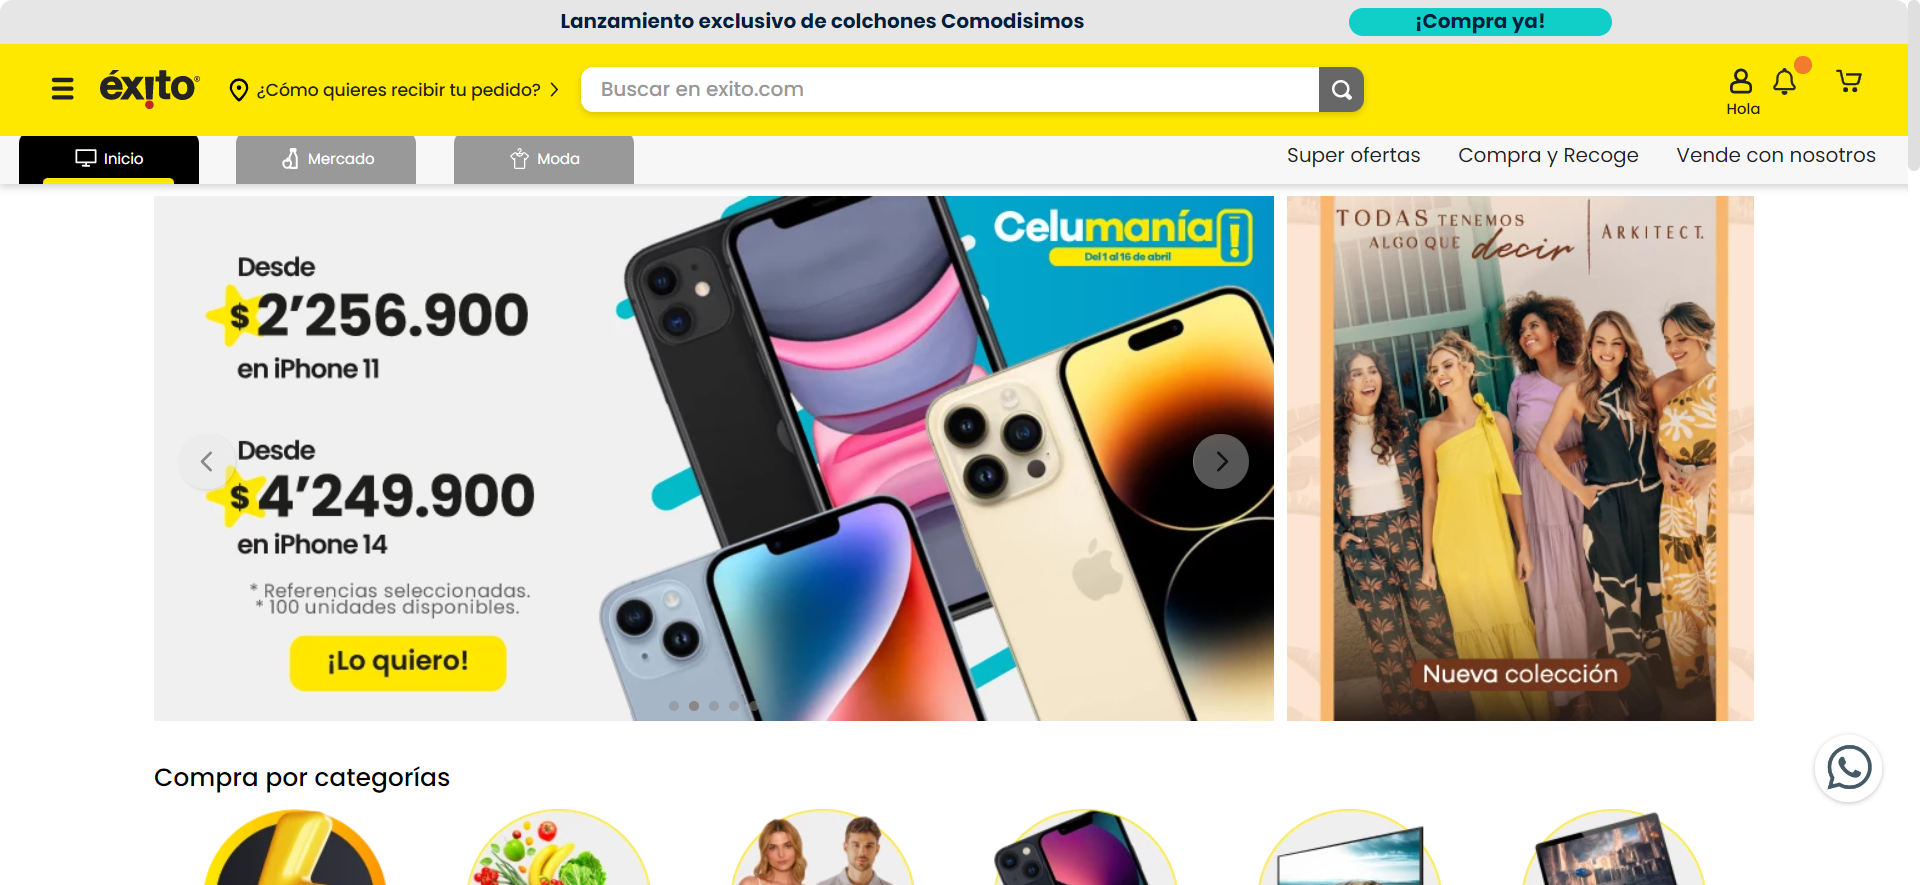 Lanzamiento exclusivo de colchones Comodisimos
¡Compra ya!
éxito®
¿Cómo quieres recibir tu pedido?
Buscar en exito.com
Hola
Inicio
Mercado
Moda
Super ofertas
Compra y Recoge
Vende con nosotros
Desde
$2'256.900
en iPhone 11
Desde
$4'249.900
en iPhone 14
* Referencias seleccionadas.
* 100 unidades disponibles.
¡Lo quiero!
Celumanía
Del 1 al 16 de abril
TODAS TENEMOS
ALGO QUE decir
ARKITECT.
Nueva colección
Compra por categorías